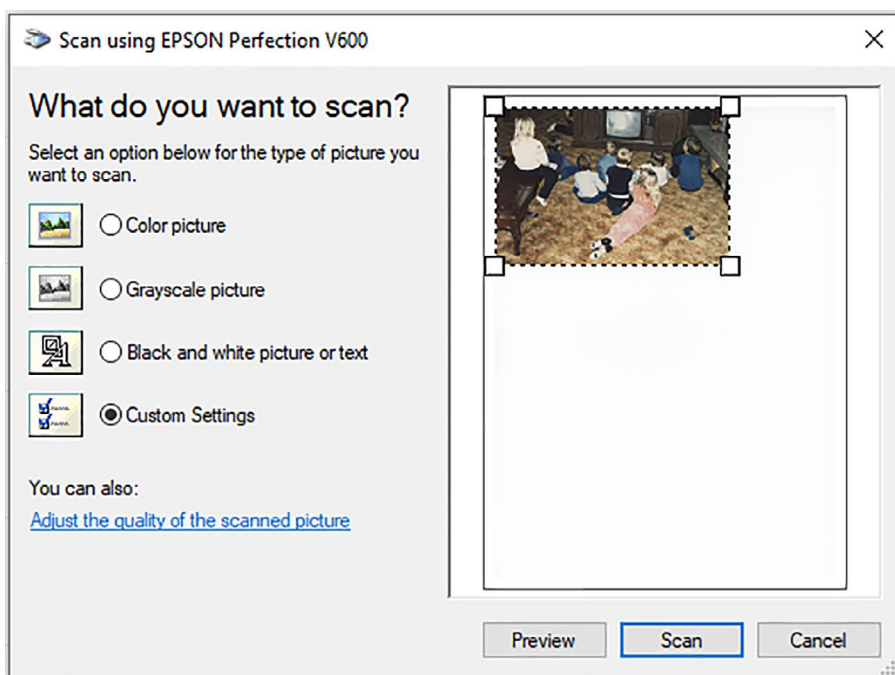 Scan using EPSON Perfection V600
What do you want to scan?
Select an option below for the type of picture you
want to scan.
Color picture
Grayscale picture
Black and white picture or text
Custom Settings
You can also:
Adjust the quality of the scanned picture
Preview
Scan
Cancel